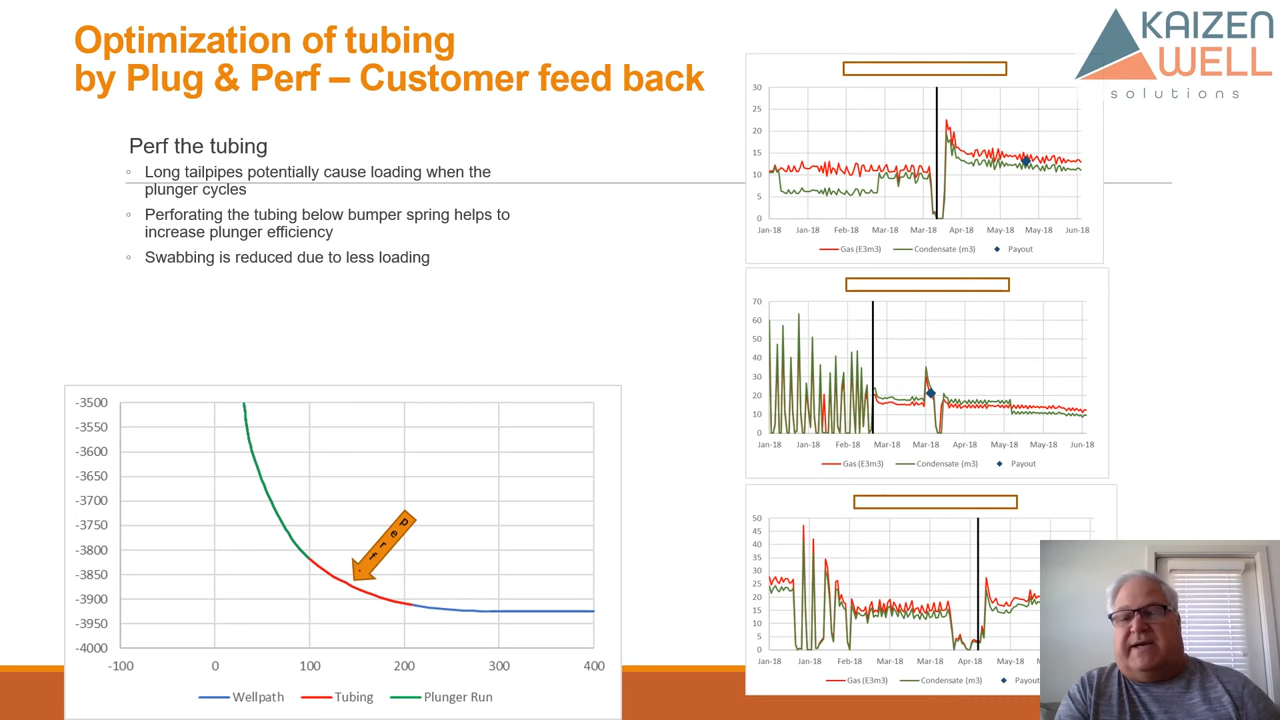 Optimization of tubing
by Plug & Perf – Customer feed back
KAIZEN
WELL
solutions
Perf the tubing
◦ Long tailpipes potentially cause loading when the
plunger cycles
◦ Perforating the tubing below bumper spring helps to
increase plunger efficiency
◦ Swabbing is reduced due to less loading
30
25
20
15
10
5
0
Jan-18 Jan-18 Mar-18 Mar-18 Mar-18 Apr-18 May-18 May-18 Jun-18
Gas (E3m3) Condensate (m3) Payout
70
60
50
40
30
20
10
0
Jan-18 Jan-18 Feb-18 Mar-18 Mar-18 Apr-18 May-18 May-18 Jun-18
Gas (E3m3) Condensate (m3) Payout
50
45
40
35
30
25
20
15
10
5
0
Jan-18 Jan-18 Feb-18 Mar-18 Mar-18 Apr-18 Apr-18
Gas (E3m3) Condensate (m3) Payou
-3500
-3550
-3600
-3650
-3700
-3750
-3800
-3850
-3900
-3950
-4000
-100 0 100 200 300 400
Perf
Wellpath Tubing Plunger Run